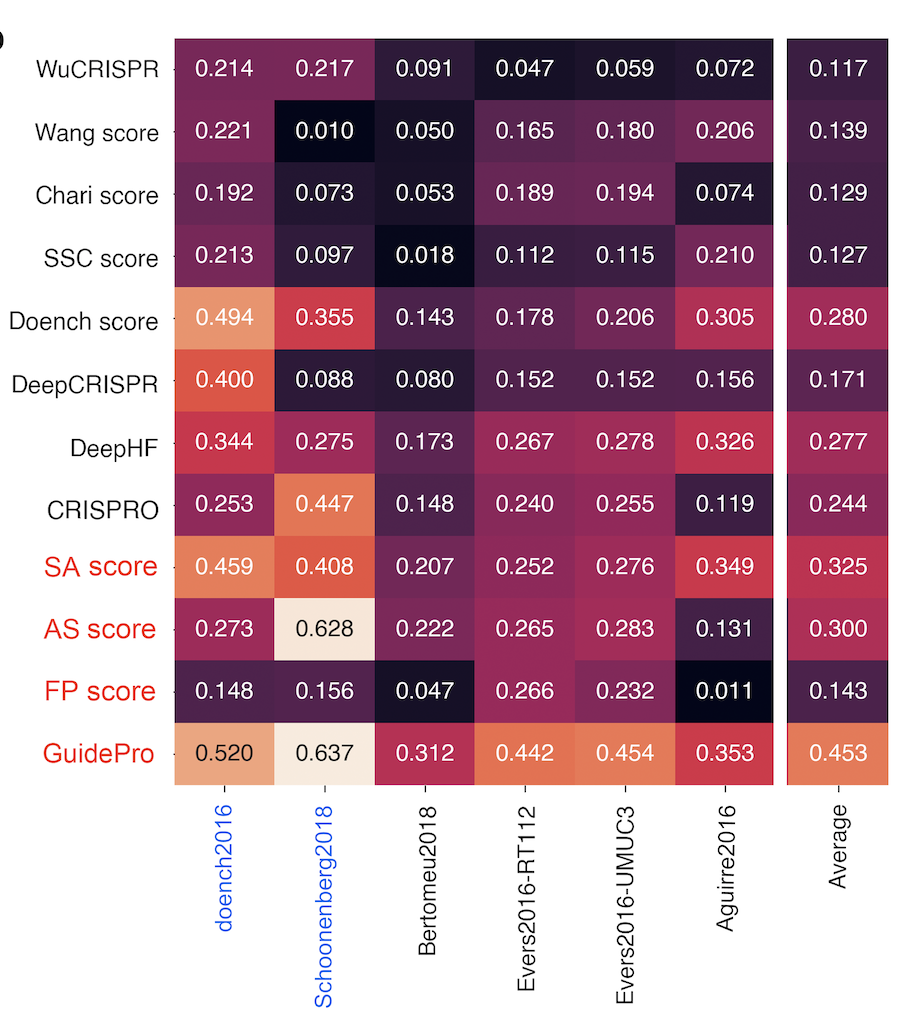 WuCRISPR 0.214 0.217 0.091 0.047 0.059 0.072 0.117
Wang score 0.221 0.010 0.050 0.165 0.180 0.206 0.139
Chari score 0.192 0.073 0.053 0.189 0.194 0.074 0.129
SSC score 0.213 0.097 0.018 0.112 0.115 0.210 0.127
Doench score 0.494 0.355 0.143 0.178 0.206 0.305 0.280
DeepCRISPR 0.400 0.088 0.080 0.152 0.152 0.156 0.171
DeepHF 0.344 0.275 0.173 0.267 0.278 0.326 0.277
CRISPRO 0.253 0.447 0.148 0.240 0.255 0.119 0.244
SA score 0.459 0.408 0.207 0.252 0.276 0.349 0.325
AS score 0.273 0.628 0.222 0.265 0.283 0.131 0.300
FP score 0.148 0.156 0.047 0.266 0.232 0.011 0.143
GuidePro 0.520 0.637 0.312 0.442 0.454 0.353 0.453
doench2016
Schoonenberg2018
Bertomeu2018
Evers2016-RT112
Evers2016-UMUC3
Aguirre2016
Average